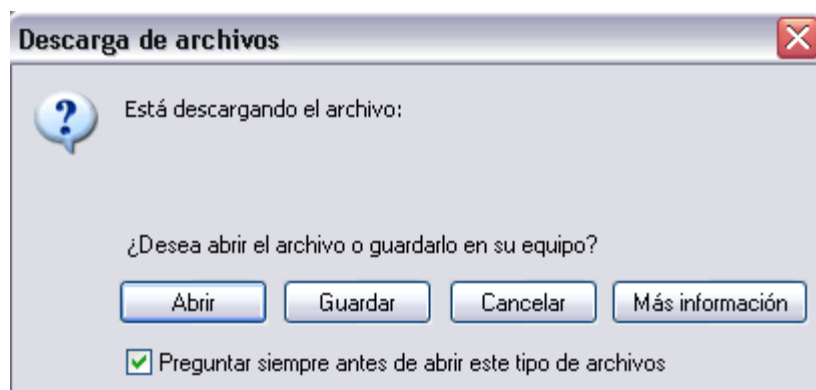 Descarga de archivos
Está descargando el archivo:
¿Desea abrir el archivo o guardarlo en su equipo?
Abrir Guardar Cancelar Más información
Preguntar siempre antes de abrir este tipo de archivos